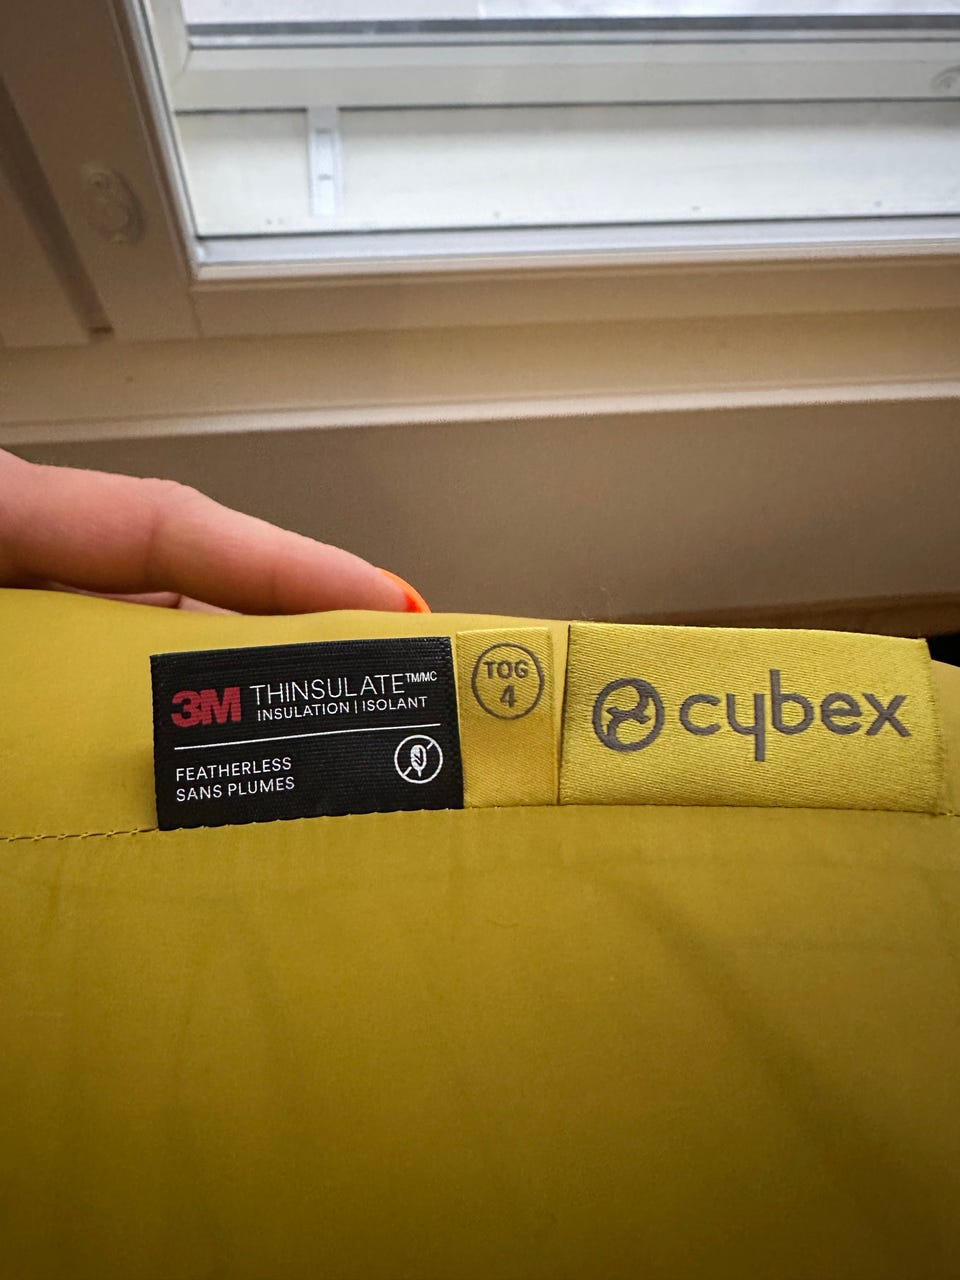 3M THINSULATE™/MC
INSULATION | ISOLANT
FEATHERLESS
SANS PLUMES
TOG
4
cybex